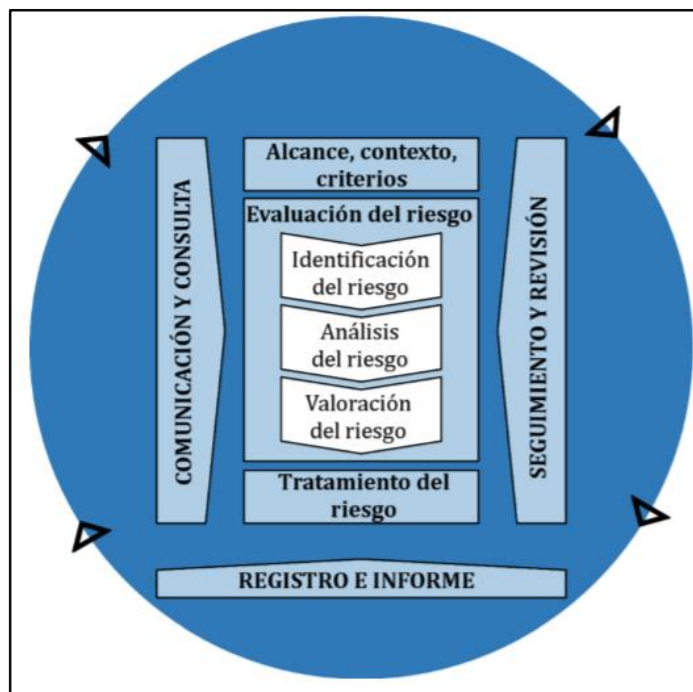 COMUNICACIÓN Y CONSULTA
Alcance, contexto,
criterios
Evaluación del riesgo
Identificación
del riesgo
Análisis
del riesgo
Valoración
del riesgo
Tratamiento del
riesgo
SEGUIMIENTO Y REVISIÓN
REGISTRO E INFORME